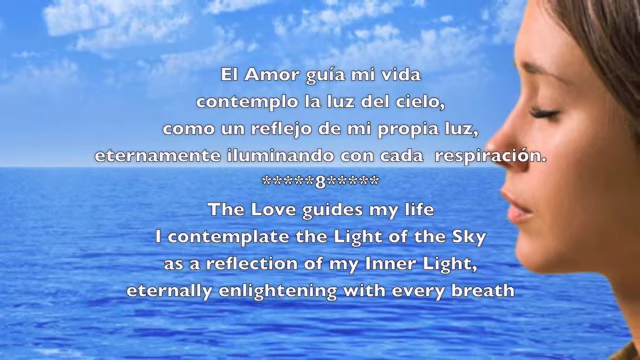 El Amor guía mi vida
contemplo la luz del cielo,
como un reflejo de mi propia luz,
eternamente iluminando con cada respiración.
*****8*****
The Love guides my life
I contemplate the Light of the Sky
as a reflection of my Inner Light,
eternally enlightening with every breath